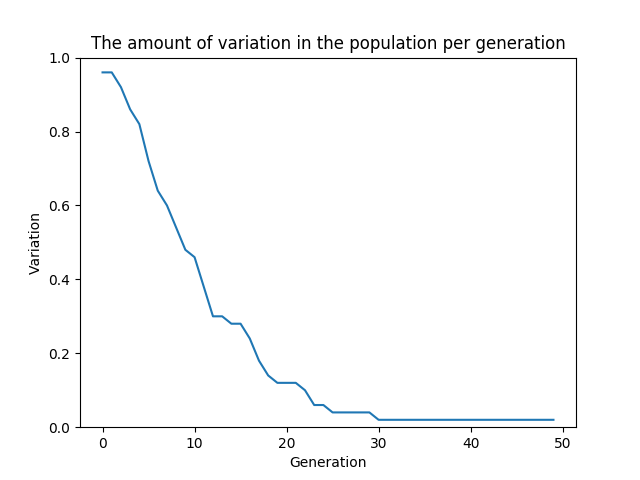 The amount of variation in the population per generation
1.0
0.8
0.6
0.4
0.2
0.0
Variation
0 10 20 30 40 50
Generation